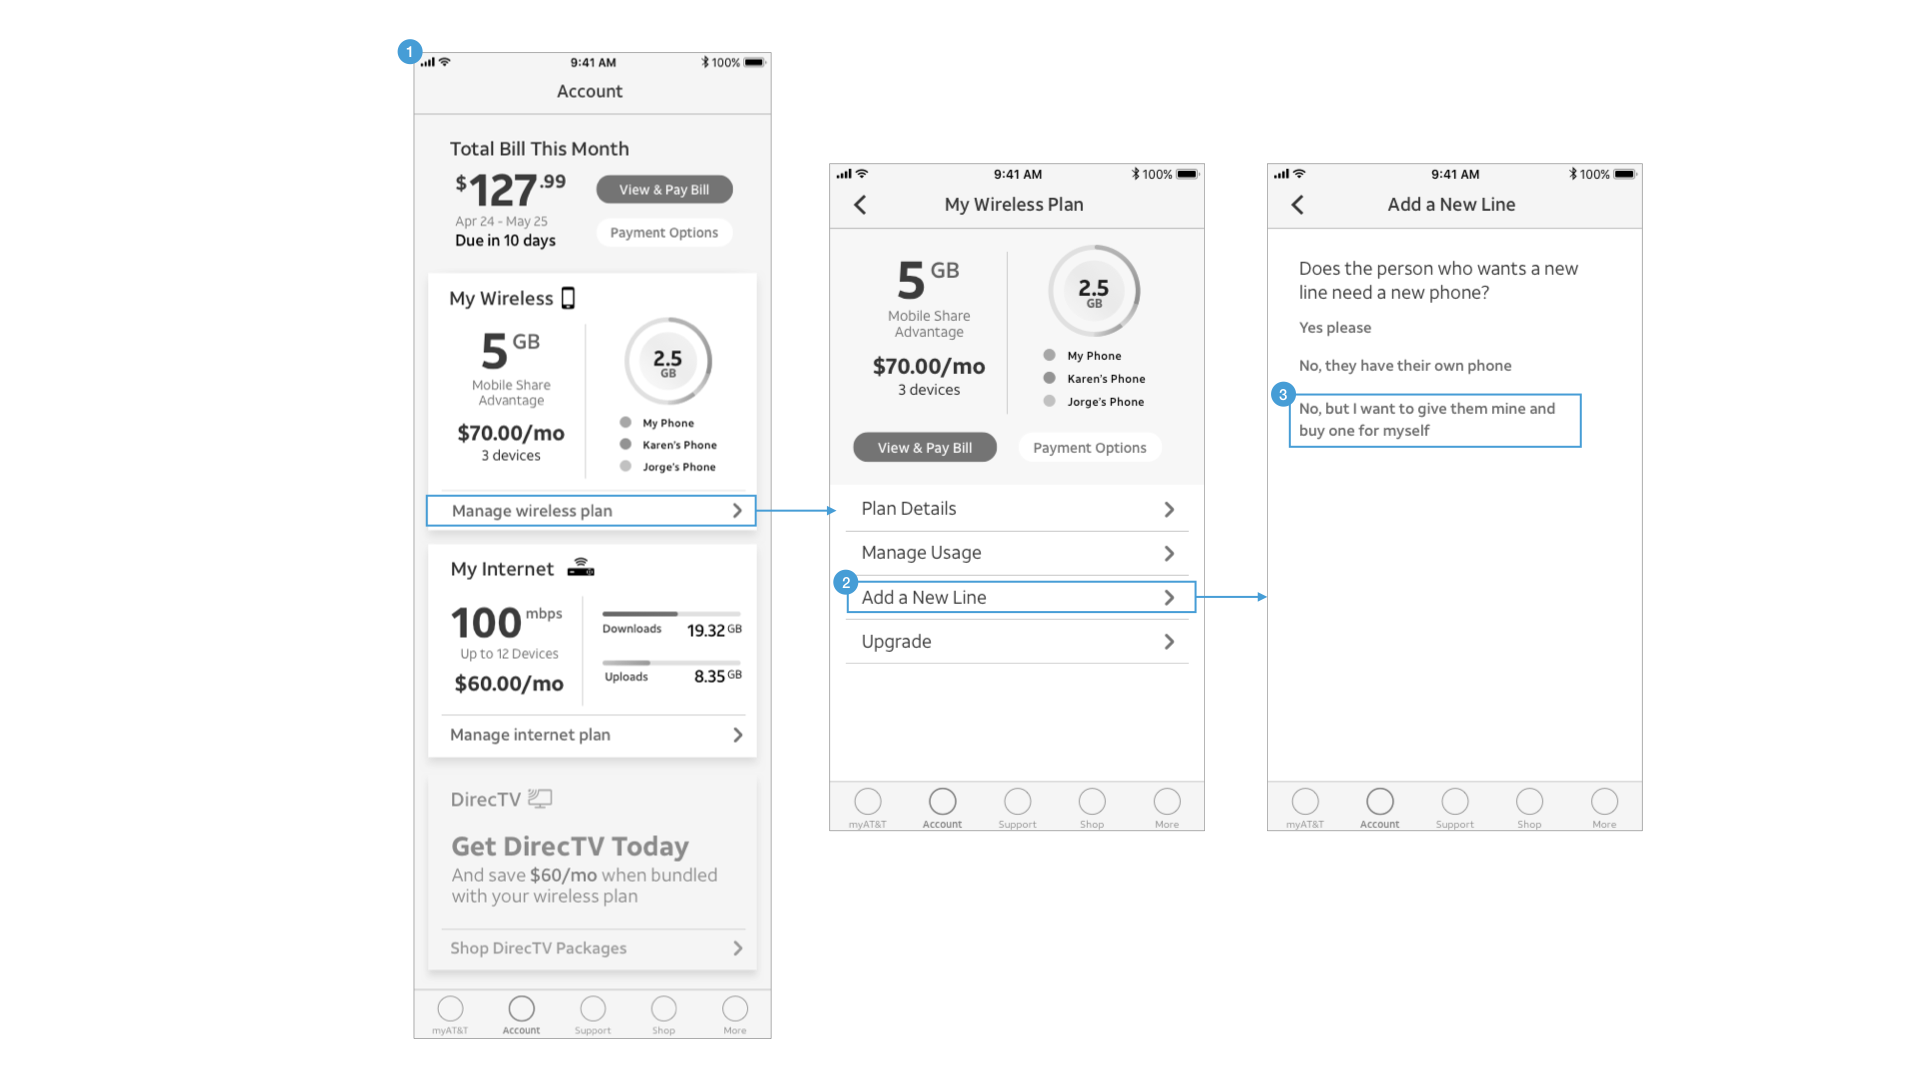 1
9:41 AM
100%
Account
Total Bill This Month
$127.99
View & Pay Bill
Apr 24 - May 25
Due in 10 days
Payment Options
My Wireless
5 GB
Mobile Share
Advantage
$70.00/mo
3 devices
2.5
GB
My Phone
Karen's Phone
Jorge's Phone
Manage wireless plan
My Internet
100 mbps
Up to 12 Devices
$60.00/mo
Downloads 19.32 GB
Uploads 8.35 GB
Manage internet plan
DirecTV
Get DirecTV Today
And save $60/mo when bundled
with your wireless plan
Shop DirecTV Packages
myAT&T Account Support Shop More
9:41 AM
100%
My Wireless Plan
5 GB
Mobile Share
Advantage
$70.00/mo
3 devices
2.5
GB
My Phone
Karen's Phone
Jorge's Phone
View & Pay Bill
Payment Options
Plan Details
Manage Usage
2
Add a New Line
Upgrade
myAT&T Account Support Shop More
9:41 AM
100%
Add a New Line
Does the person who wants a new
line need a new phone?
Yes please
No, they have their own phone
3
No, but I want to give them mine and
buy one for myself
myAT&T Account Support Shop More